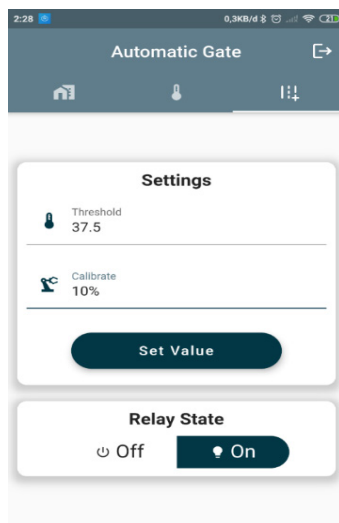 2:28 0,3KB/d
Automatic Gate
Settings
Threshold
37.5
Calibrate
10%
Set Value
Relay State
Off On